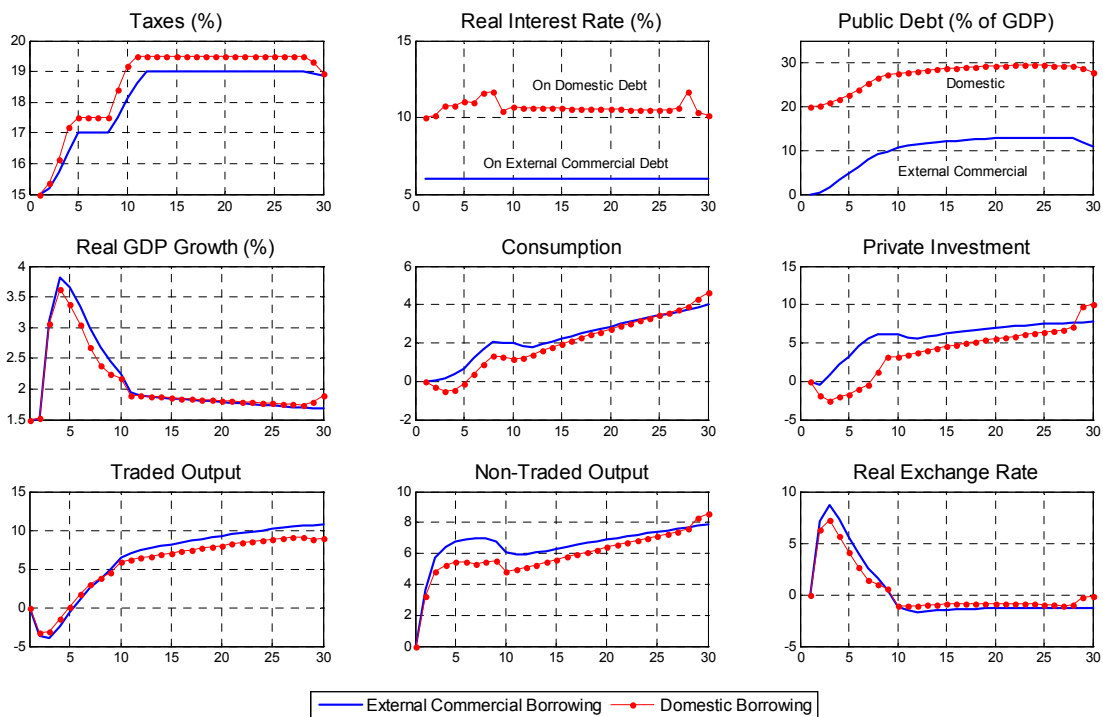 Taxes (%)
20
19
18
17
16
15
0 5 10 15 20 25 30
Real Interest Rate (%)
15
On Domestic Debt
10
On External Commercial Debt
5
0 5 10 15 20 25 30
Public Debt (% of GDP)
30
Domestic
20
10
External Commercial
0
0 5 10 15 20 25 30
Real GDP Growth (%)
4
3.5
3
2.5
2
1.5
5 10 15 20 25 30
Consumption
6
4
2
0
-2
0 5 10 15 20 25 30
Private Investment
15
10
5
0
-5
0 5 10 15 20 25 30
Traded Output
15
10
5
0
-5
5 10 15 20 25 30
Non-Traded Output
10
8
6
4
2
0
5 10 15 20 25 30
Real Exchange Rate
10
5
0
-5
0 5 10 15 20 25 30
External Commercial Borrowing Domestic Borrowing